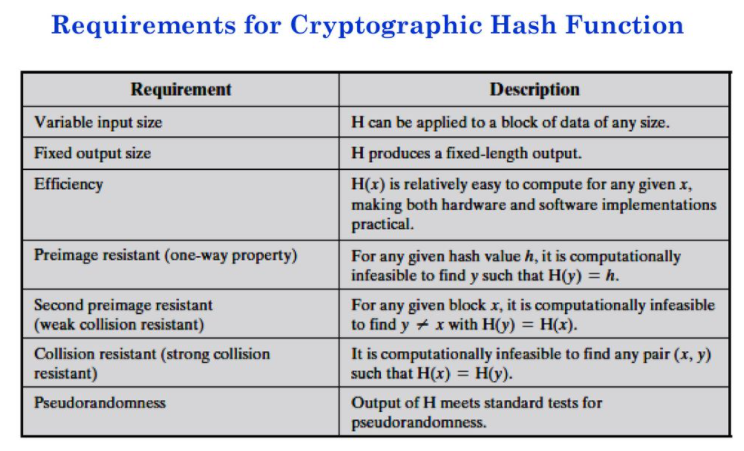 Requirements for Cryptographic Hash Function
Requirement
Description
Variable input size
H can be applied to a block of data of any size.
Fixed output size
H produces a fixed-length output.
Efficiency
H(x) is relatively easy to compute for any given x,
making both hardware and software implementations
practical.
Preimage resistant (one-way property)
For any given hash value h, it is computationally
infeasible to find y such that H(y) = h.
Second preimage resistant
(weak collision resistant)
For any given block x, it is computationally infeasible
to find y ≠ x with H(y) = H(x).
Collision resistant (strong collision
resistant)
It is computationally infeasible to find any pair (x, y)
such that H(x) = H(y).
Pseudorandomness
Output of H meets standard tests for
pseudorandomness.